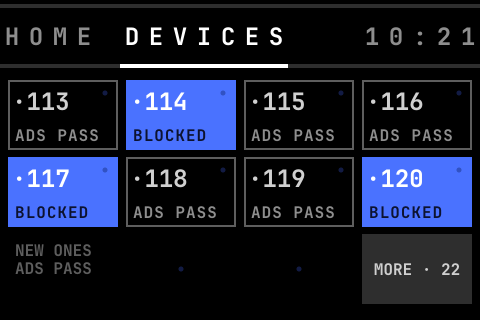 HOME DEVICES 10:21
·113 ·114 ·115 ·116
ADS PASS BLOCKED ADS PASS ADS PASS
·117 ·118 ·119 ·120
BLOCKED ADS PASS ADS PASS BLOCKED
NEW ONES
ADS PASS
MORE · 22